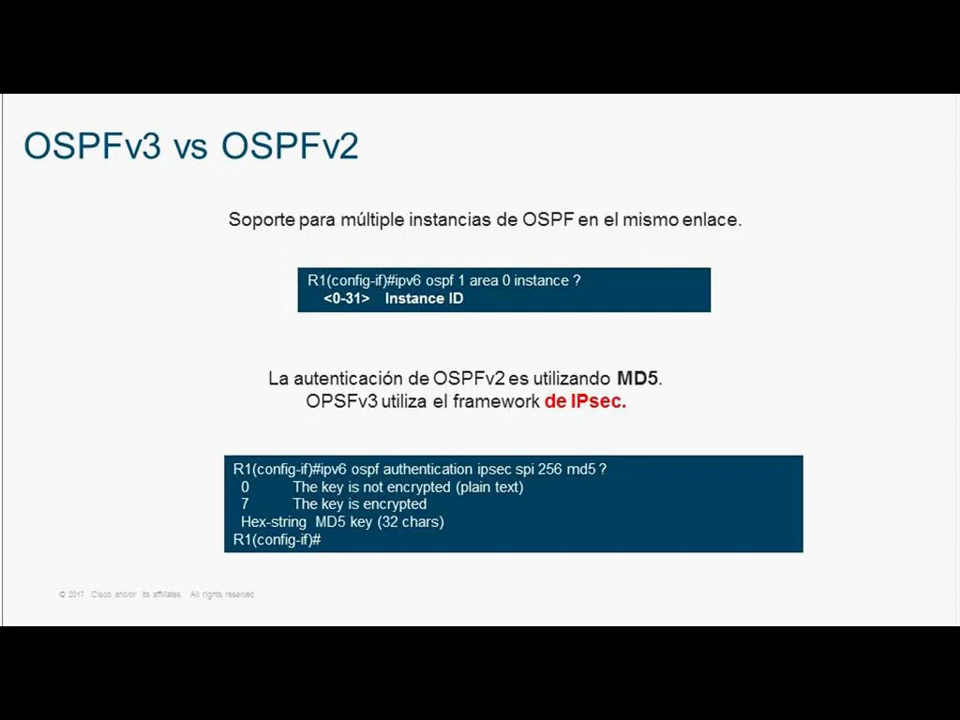 OSPFv3 vs OSPFv2
Soporte para múltiple instancias de OSPF en el mismo enlace.
R1(config-if)#ipv6 ospf 1 area 0 instance ?
<0-31> Instance ID
La autenticación de OSPFv2 es utilizando MD5.
OPSFv3 utiliza el framework de IPsec.
R1(config-if)#ipv6 ospf authentication ipsec spi 256 md5 ?
0 The key is not encrypted (plain text)
7 The key is encrypted
Hex-string MD5 key (32 chars)
R1(config-if)#
© 2017 Cisco and/or its affiliates. All rights reserved